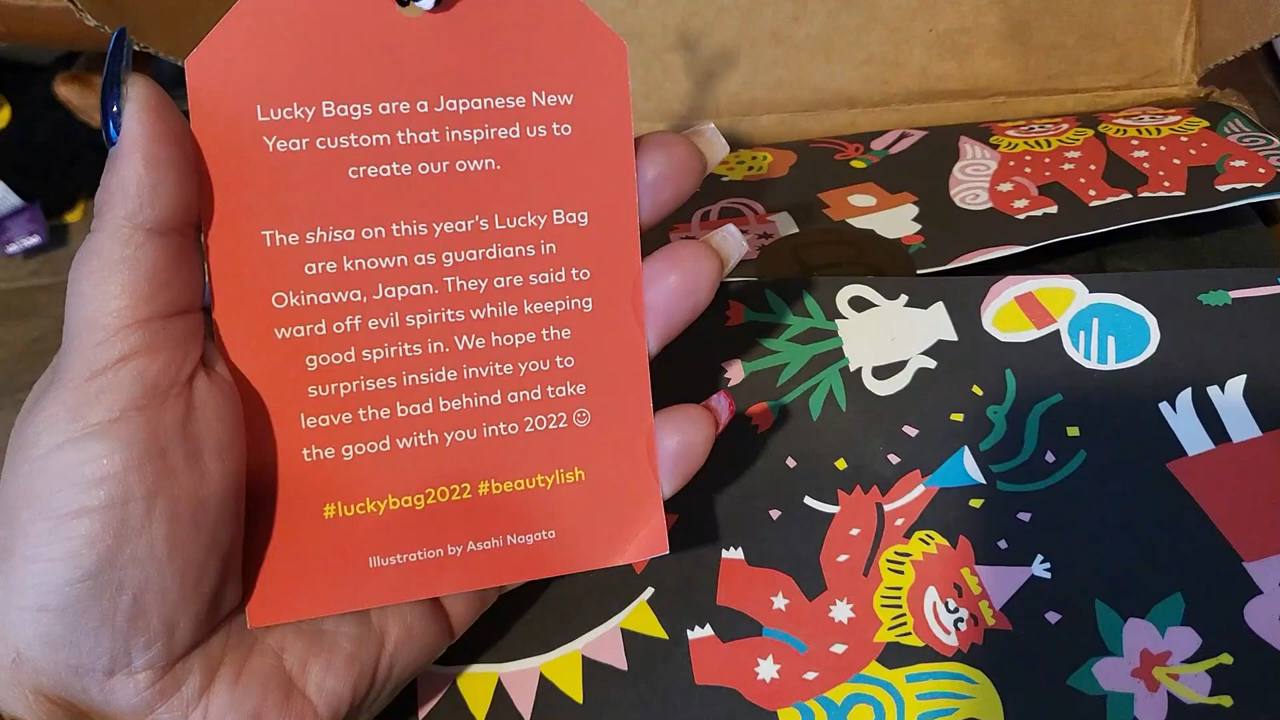 Lucky Bags are a Japanese New
Year custom that inspired us to
create our own.
The shisa on this year's Lucky Bag
are known as guardians in
Okinawa, Japan. They are said to
ward off evil spirits while keeping
good spirits in. We hope the
surprises inside invite you to
leave the bad behind and take
the good with you into 2022 ☺
#luckybag2022 #beautylish
Illustration by Asahi Nagata